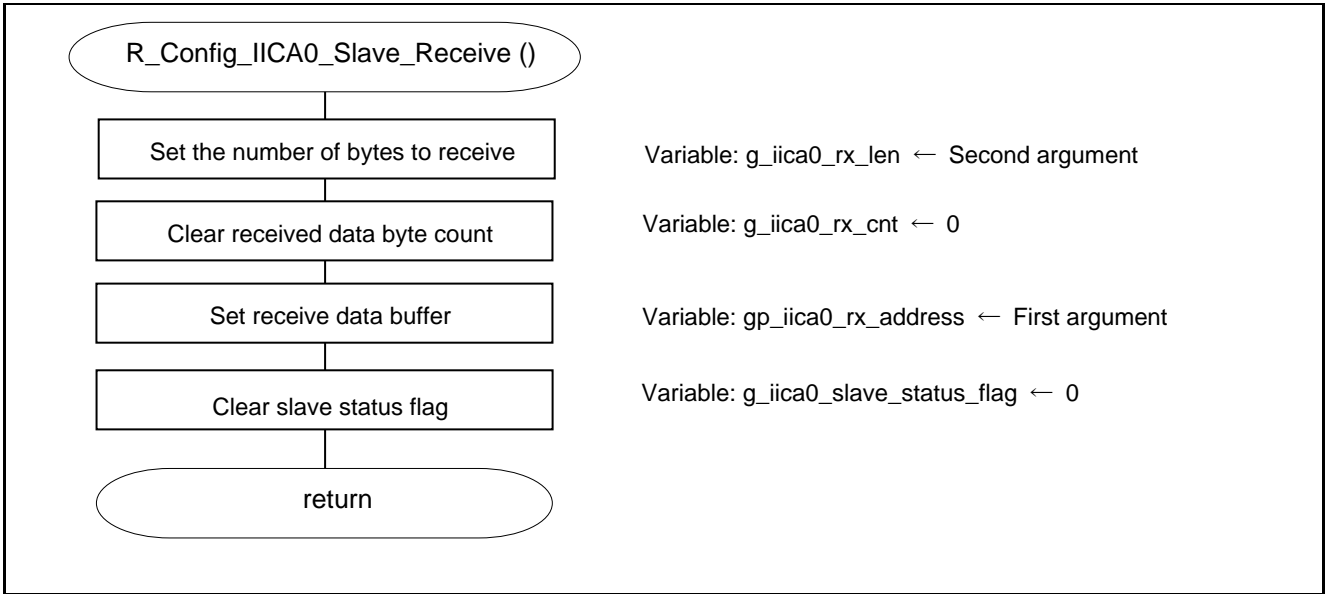 R_Config_IICA0_Slave_Receive ()
Set the number of bytes to receive
Variable: g_iica0_rx_len ← Second argument
Clear received data byte count
Variable: g_iica0_rx_cnt ← 0
Set receive data buffer
Variable: gp_iica0_rx_address ← First argument
Clear slave status flag
Variable: g_iica0_slave_status_flag ← 0
return